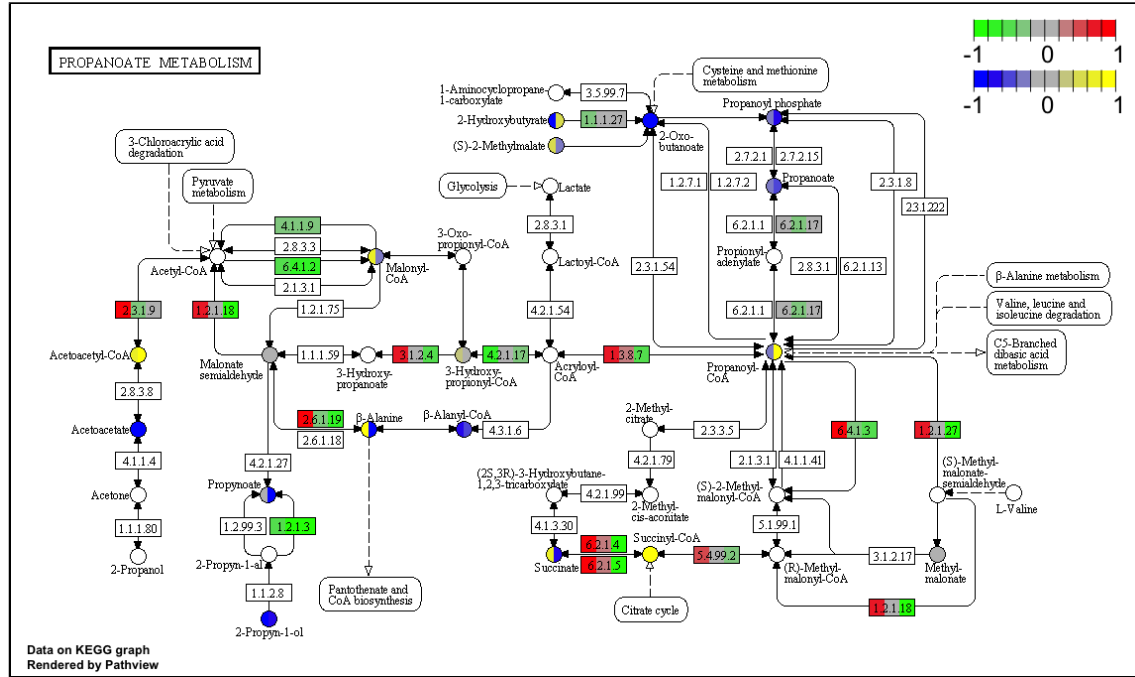 PROPANOATE METABOLISM
-1 0 1
-1 0 1
Cysteine and methionine
metabolism
1-Aminocyclopropane
1-carboxylate
3.5.99.7
Propanoyl phosphate
2-Hydroxybutyrate
1.1.1.27
2-Oxo-
butanoate
(S)-2-Methylmalate
3-Chloroacrylic acid
degradation
Pyruvate
metabolism
Glycolysis
Lactate
2.7.2.1
2.7.2.15
1.2.7.1
1.2.7.2
Propanoate
2.3.1.8
2.3.1.222
4.1.1.9
2.8.3.3
6.4.1.2
2.1.3.1
Acetyl-CoA
Malonyl-
CoA
3-Oxo-
propionyl-CoA
2.8.3.1
Lactoyl-CoA
6.2.1.1
6.2.1.17
Propionyl-
adenylate
2.3.1.54
2.8.3.1
6.2.1.13
β-Alanine metabolism
Valine, leucine and
isoleucine degradation
C5-Branched
dibasic acid
metabolism
2.3.1.9
1.2.1.18
1.2.1.75
4.2.1.54
6.2.1.1
6.2.1.17
Acetoacetyl-CoA
Malonate
semialdehyde
1.1.1.59
3-Hydroxy-
propanoate
3.1.2.4
3-Hydroxy-
propionyl-CoA
4.2.1.17
Acryloyl-
CoA
1.3.8.7
Propanoyl-
CoA
2.8.3.8
Acetoacetate
2.6.1.19
2.6.1.18
β-Alanine
β-Alanyl-CoA
4.3.1.6
2-Methyl-
citrate
2.3.3.5
6.4.1.3
1.2.1.27
4.1.1.4
4.2.1.27
4.2.1.79
2.1.3.1
4.1.1.41
(S)-Methyl-
malonate-
semialdehyde
Acetone
Propynoate
(2S,3R)-3-Hydroxybutane-
1,2,3-tricarboxylate
4.2.1.99
2-Methyl-
cis-aconitate
(S)-2-Methyl-
malonyl-CoA
L-Valine
1.1.1.80
1.2.99.3
1.2.1.3
4.1.3.30
5.1.99.1
2-Propanol
2-Propyn-1-al
Succinate
6.2.1.4
6.2.1.5
Succinyl-CoA
5.4.99.2
(R)-Methyl-
malonyl-CoA
3.1.2.17
Methyl-
malonate
1.1.2.8
Pantothenate and
CoA biosynthesis
Citrate cycle
1.2.1.18
2-Propyn-1-ol
Data on KEGG graph
Rendered by Pathview